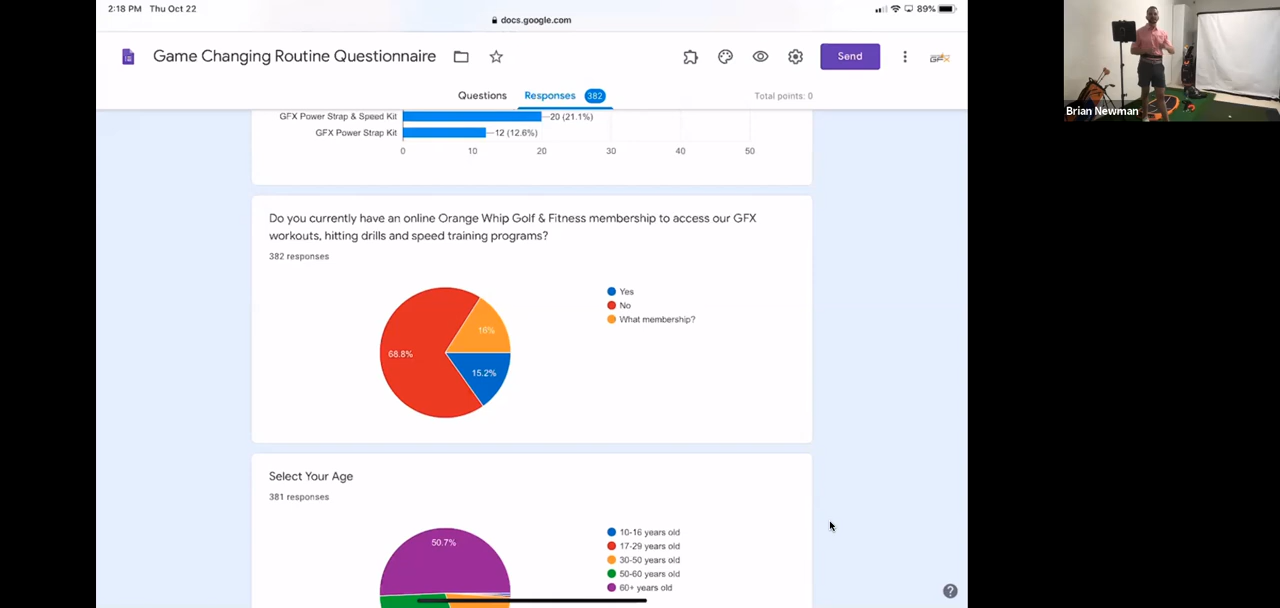 2:18 PM Thu Oct 22
docs.google.com
89%
Game Changing Routine Questionnaire
Send
GFX
Questions Responses 382
Total points: 0
GFX Power Strap & Speed Kit
20 (21.1%)
GFX Power Strap Kit
12 (12.6%)
0 10 20 30 40 50
Do you currently have an online Orange Whip Golf & Fitness membership to access our GFX
workouts, hitting drills and speed training programs?
382 responses
Yes
No
What membership?
16%
68.8%
15.2%
Select Your Age
381 responses
50.7%
10-16 years old
17-29 years old
30-50 years old
50-60 years old
60+ years old
Brian Newman